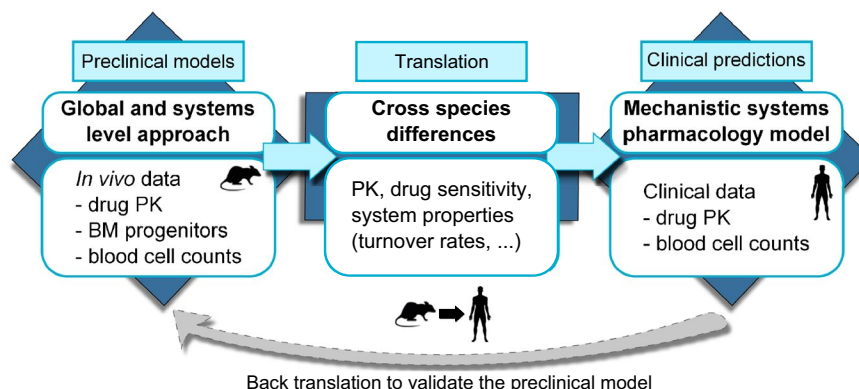 Preclinical models
Global and systems
level approach
In vivo data
- drug PK
- BM progenitors
- blood cell counts
Translation
Cross species
differences
PK, drug sensitivity,
system properties
(turnover rates, ...)
Clinical predictions
Mechanistic systems
pharmacology model
Clinical data
- drug PK
- blood cell counts
Back translation to validate the preclinical model